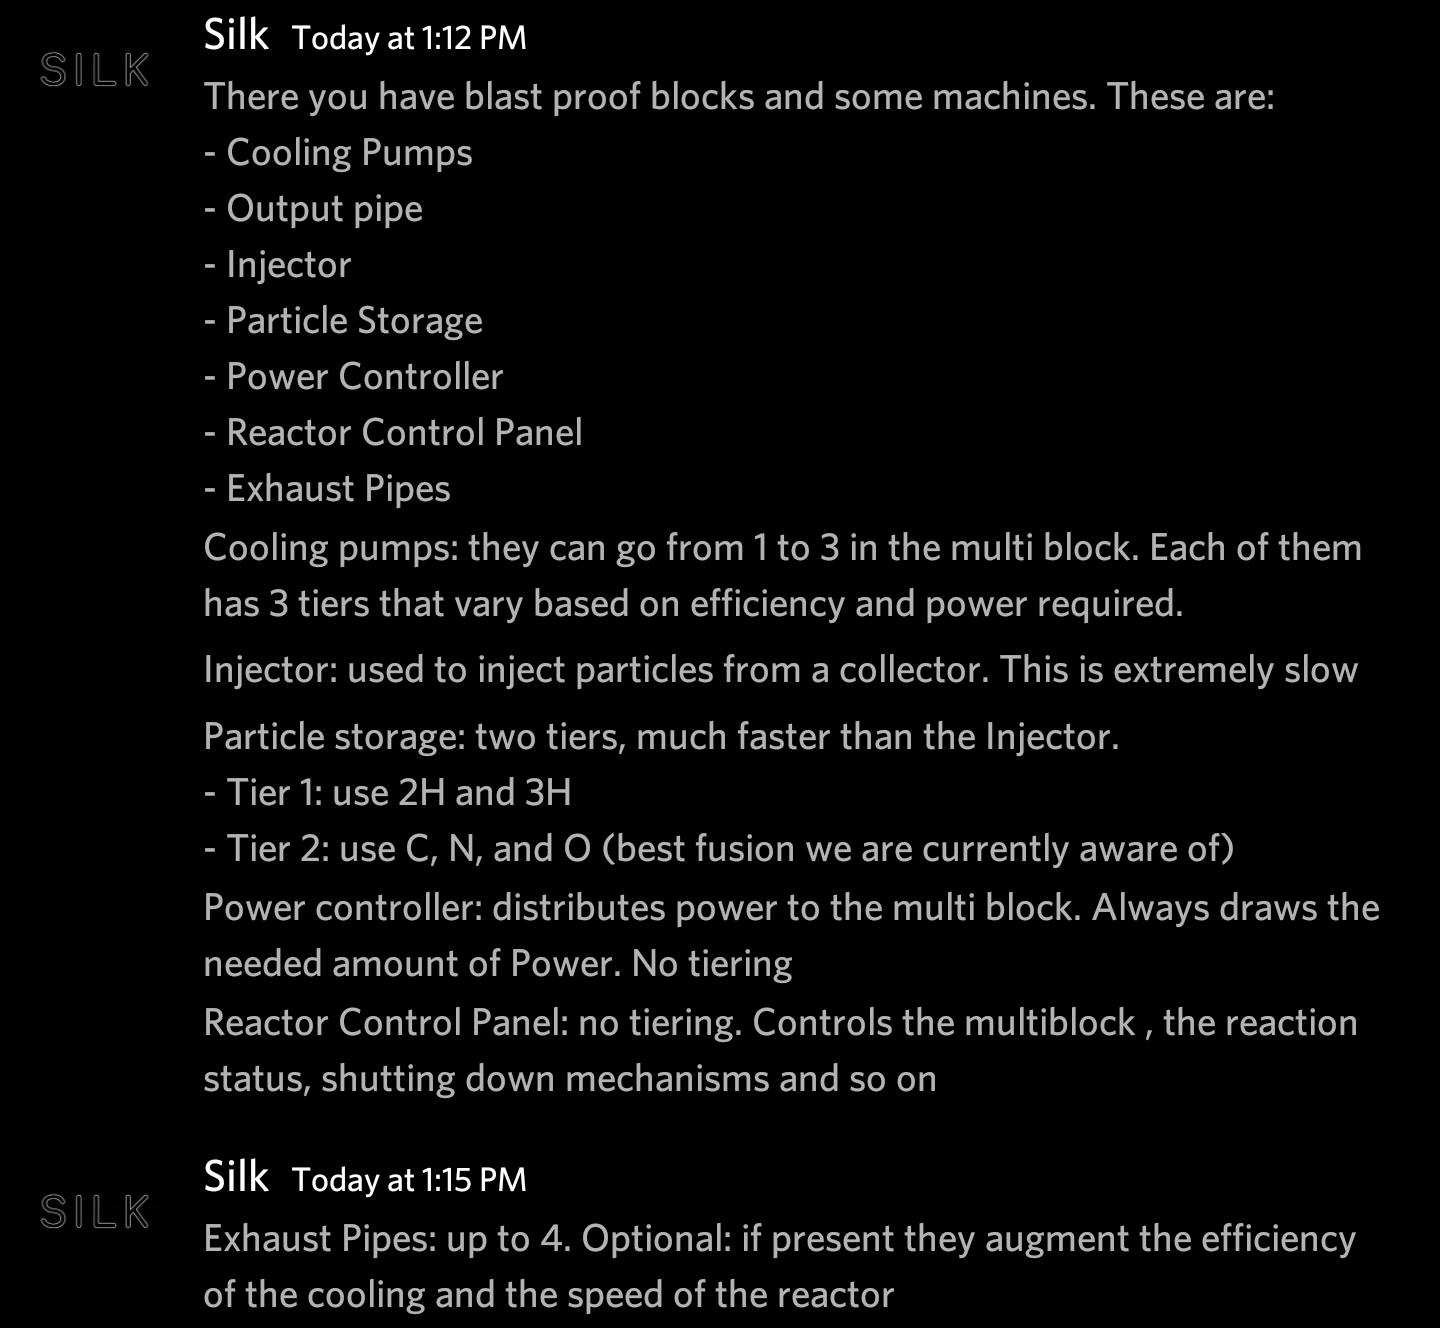 SILK
Silk Today at 1:12 PM
There you have blast proof blocks and some machines. These are:
- Cooling Pumps
- Output pipe
- Injector
- Particle Storage
- Power Controller
- Reactor Control Panel
- Exhaust Pipes
Cooling pumps: they can go from 1 to 3 in the multi block. Each of them
has 3 tiers that vary based on efficiency and power required.
Injector: used to inject particles from a collector. This is extremely slow
Particle storage: two tiers, much faster than the Injector.
- Tier 1: use 2H and 3H
- Tier 2: use C, N, and O (best fusion we are currently aware of)
Power controller: distributes power to the multi block. Always draws the
needed amount of Power. No tiering
Reactor Control Panel: no tiering. Controls the multiblock , the reaction
status, shutting down mechanisms and so on
SILK
Silk Today at 1:15 PM
Exhaust Pipes: up to 4. Optional: if present they augment the efficiency
of the cooling and the speed of the reactor